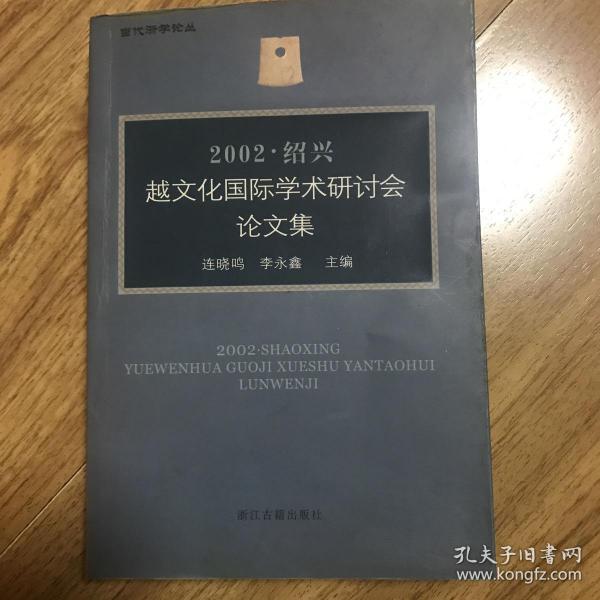 当代浙学论丛
2002·绍兴
越文化国际学术研讨会
论文集
连晓鸣 李永鑫 主编
2002·SHAOXING
YUEWENHUA GUOJI XUESHU YANTAOHUI
LUNWENJI
浙江古籍出版社
孔夫子旧书网
www.kongfz.com